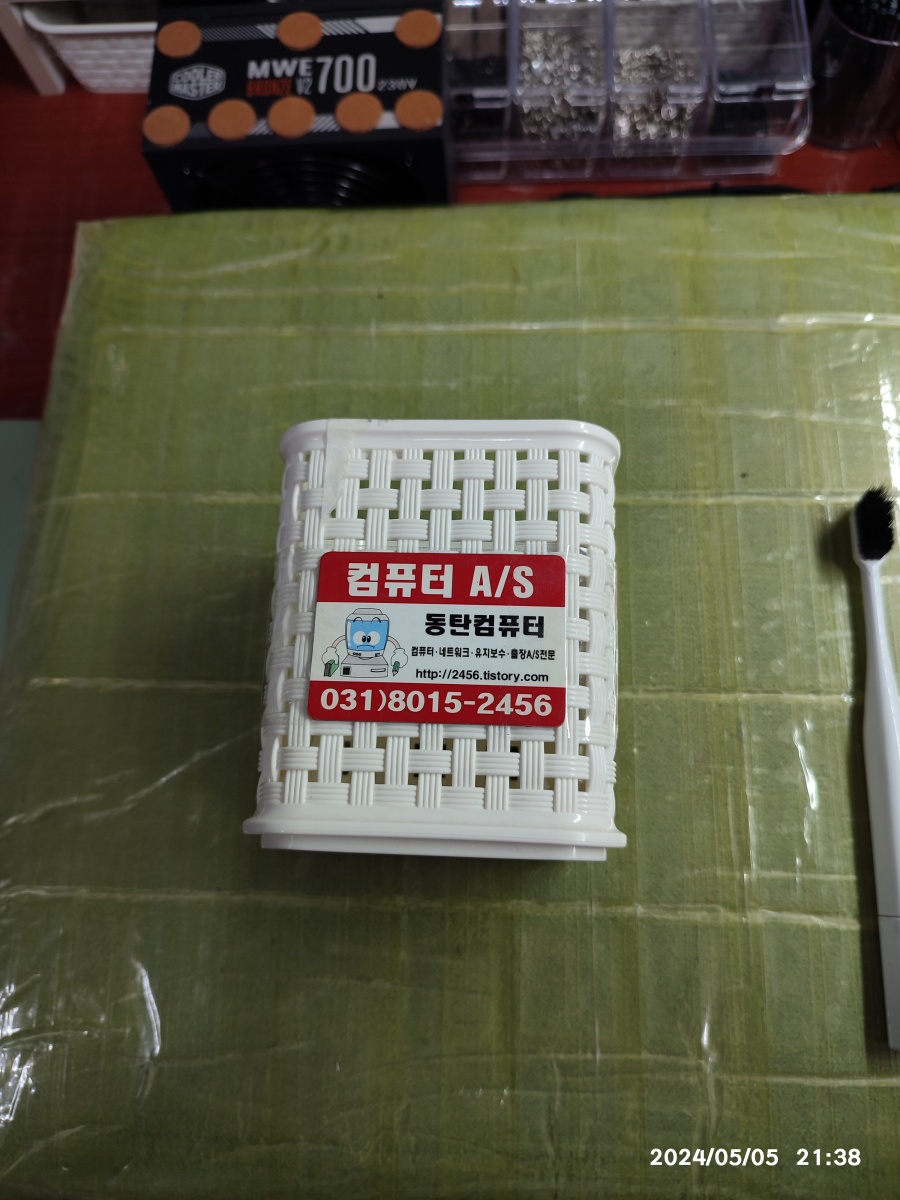 COOLER
MASTER
MWE 700
BRONZE V2 230V
컴퓨터 A/S
동탄컴퓨터
컴퓨터·네트워크·유지보수·출장A/S전문
http://2456.tistory.com
031)8015-2456
2024/05/05 21:38